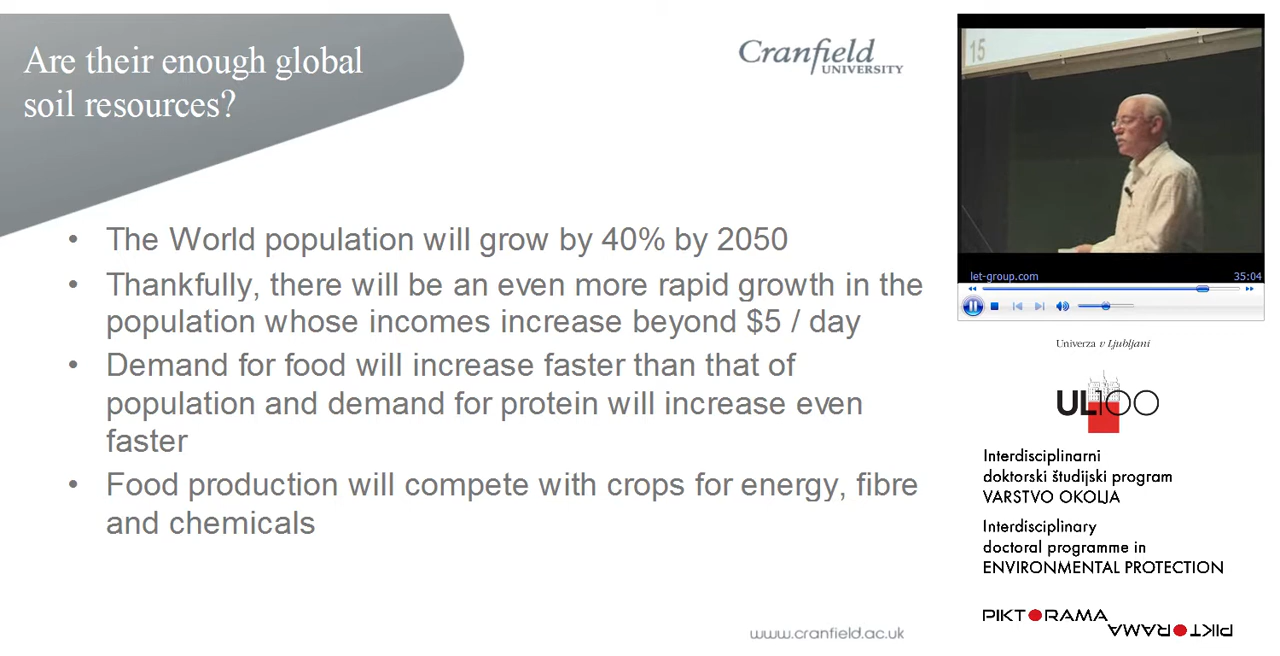 Are their enough global
soil resources?
Cranfield
UNIVERSITY
• The World population will grow by 40% by 2050
• Thankfully, there will be an even more rapid growth in the
population whose incomes increase beyond $5 / day
• Demand for food will increase faster than that of
population and demand for protein will increase even
faster
• Food production will compete with crops for energy, fibre
and chemicals
www.cranfield.ac.uk
15
let-group.com 35:04
Univerza v Ljubljani
UL100
Interdisciplinarni
doktorski študijski program
VARSTVO OKOLJA
Interdisciplinary
doctoral programme in
ENVIRONMENTAL PROTECTION
PIKTORAMA
PIKTORAMA